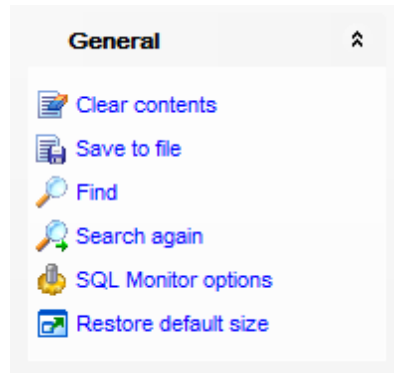 General
Clear contents
Save to file
Find
Search again
SQL Monitor options
Restore default size